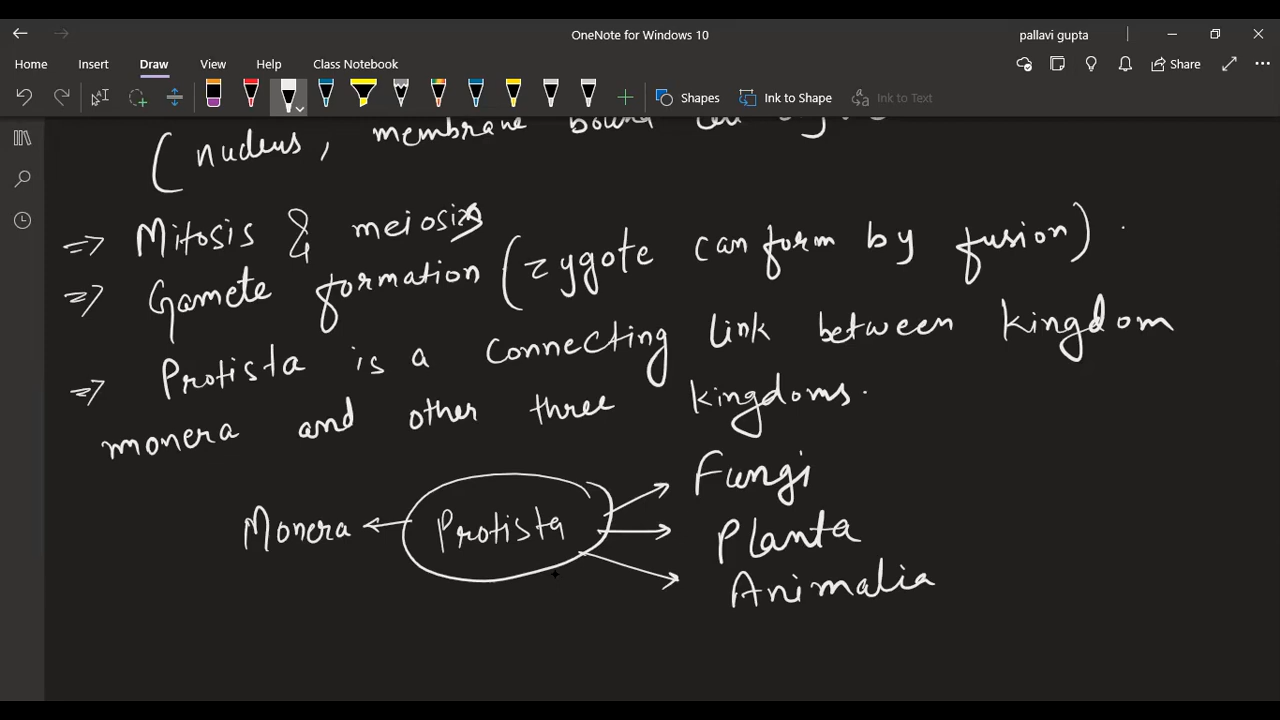 OneNote for Windows 10
pallavi gupta
Home Insert Draw View Help Class Notebook
Share
Shapes Ink to Shape Ink to Text
(nucleus, membrane bound
=> Mitosis & meiosis
=> Gamete formation (zygote can form by fusion).
=> Protista is a connecting link between kingdom
monera and other three kingdoms.
Fungi
Monera ← Protista
Planta
Animalia